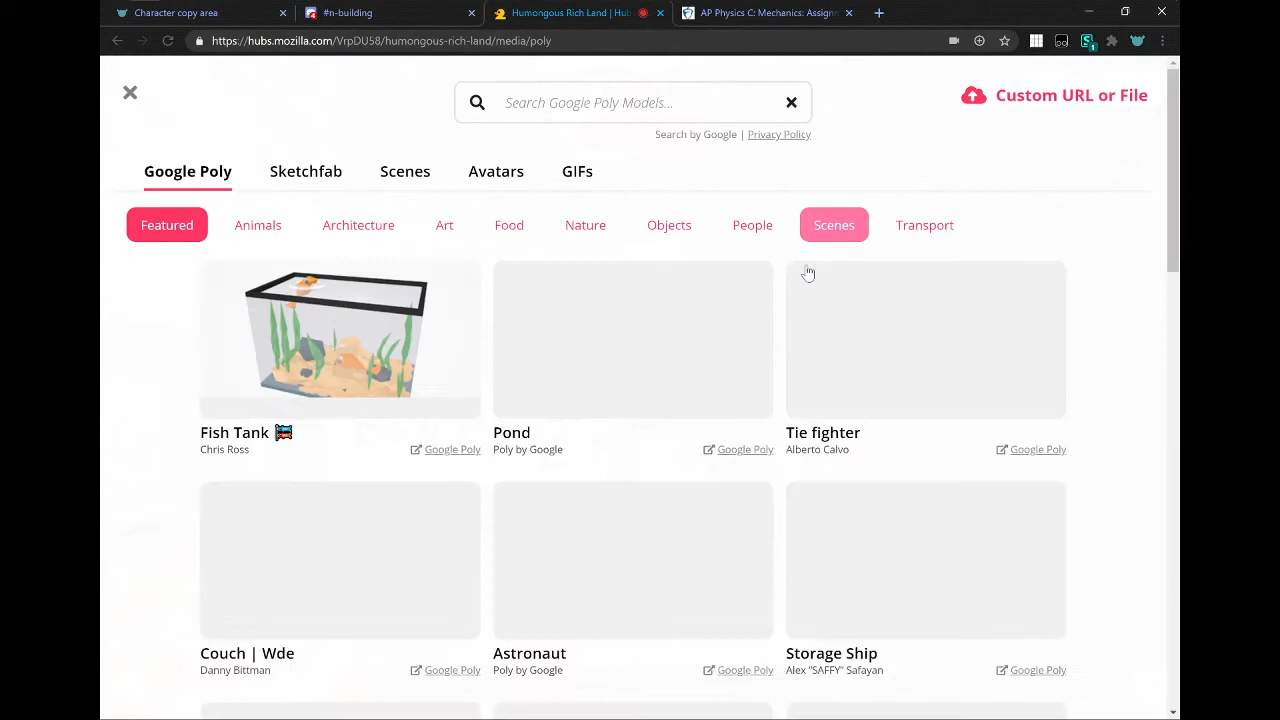 Character copy area
#n-building
Humongous Rich Land | Hub
AP Physics C: Mechanics: Assign
https://hubs.mozilla.com/VrpDU58/humongous-rich-land/media/poly
1
Search Google Poly Models...
Custom URL or File
Search by Google | Privacy Policy
Google Poly Sketchfab Scenes Avatars GIFs
Featured Animals Architecture Art Food Nature Objects People Scenes Transport
Fish Tank Pond Tie fighter
Chris Ross Google Poly Poly by Google Google Poly Alberto Calvo Google Poly
Couch | Wde Astronaut Storage Ship
Danny Bittman Google Poly Poly by Google Google Poly Alex “SAFFY” Safayan Google Poly